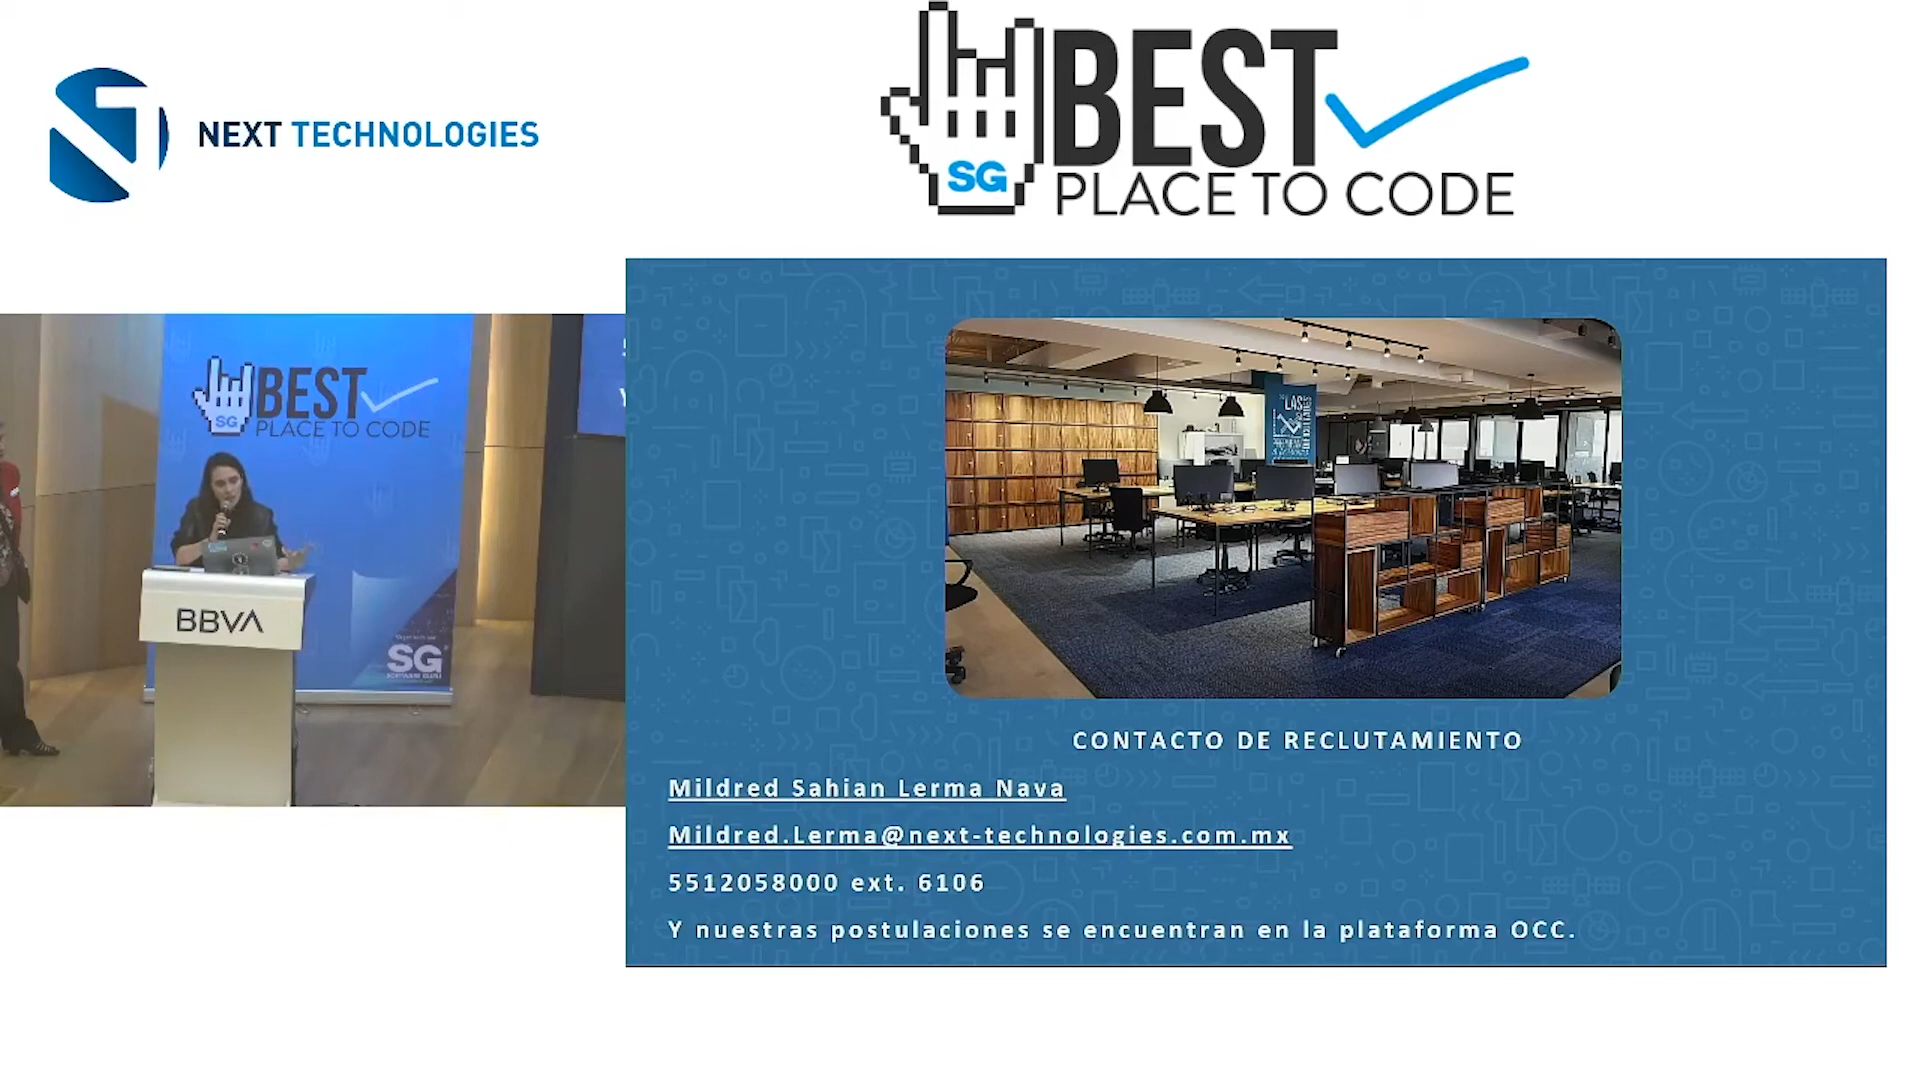 NEXT TECHNOLOGIES
BEST
SG
PLACE TO CODE
BEST
SG
PLACE TO CODE
BBVA
SG
LAS
CONTACTO DE RECLUTAMIENTO
Mildred Sahian Lerma Nava
Mildred.Lerma@next-technologies.com.mx
5512058000 ext. 6106
Y nuestras postulaciones se encuentran en la plataforma OCC.